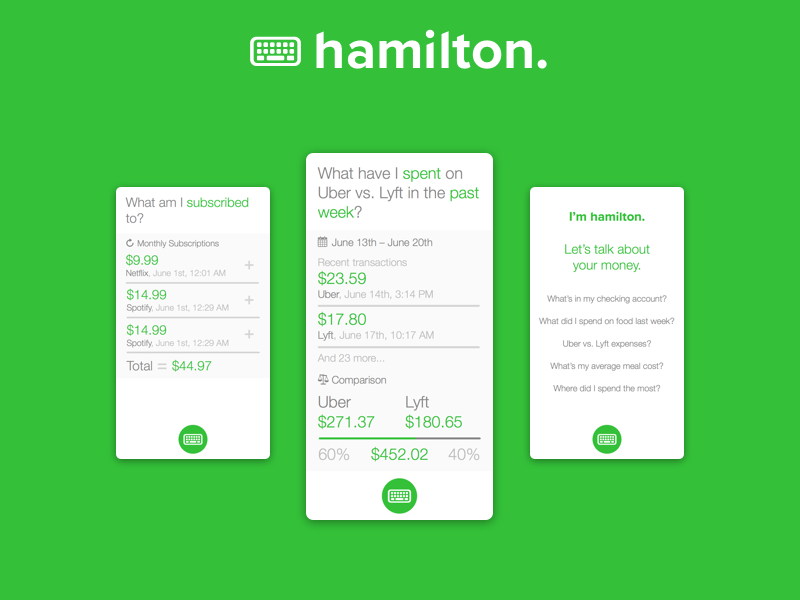 hamilton.
What am I subscribed
to?
Monthly Subscriptions
$9.99
Netflix, June 1st, 12:01 AM
+
$14.99
Spotify, June 1st, 12:29 AM
+
$14.99
Spotify, June 1st, 12:29 AM
+
Total = $44.97
What have I spent on
Uber vs. Lyft in the past
week?
June 13th – June 20th
Recent transactions
$23.59
Uber, June 14th, 3:14 PM
$17.80
Lyft, June 17th, 10:17 AM
And 23 more...
Comparison
Uber Lyft
$271.37 $180.65
60% $452.02 40%
I'm hamilton.
Let's talk about
your money.
What's in my checking account?
What did I spend on food last week?
Uber vs. Lyft expenses?
What's my average meal cost?
Where did I spend the most?